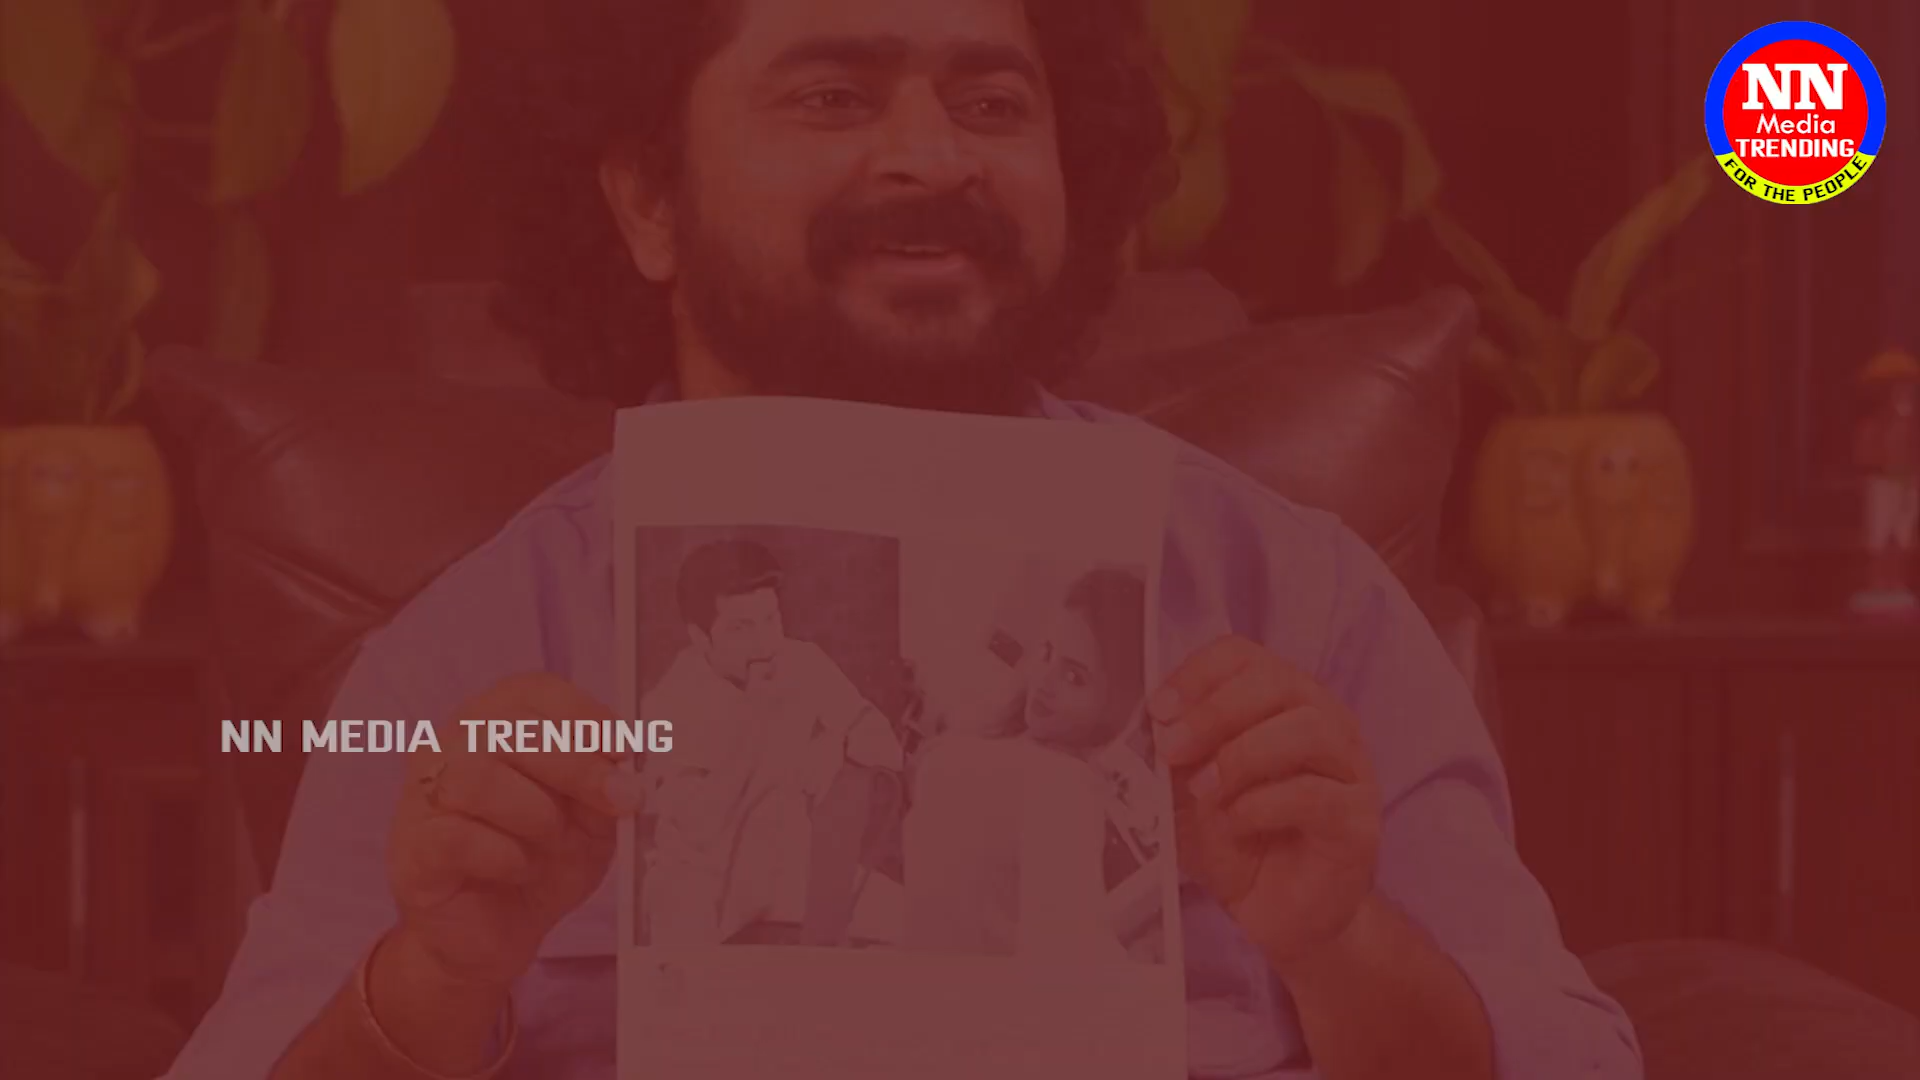 NN
Media
TRENDING
FOR THE PEOPLE
NN MEDIA TRENDING